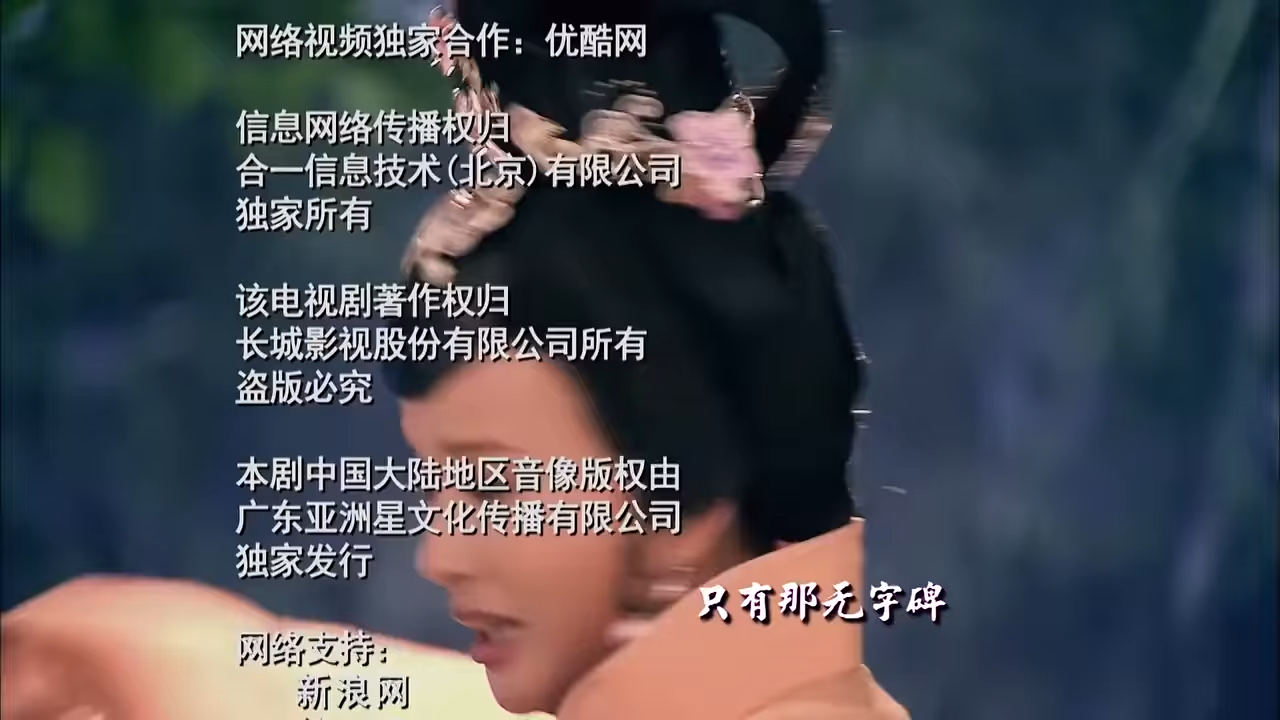 网络视频独家合作：优酷网
信息网络传播权归
合一信息技术(北京)有限公司
独家所有
该电视剧著作权归
长城影视股份有限公司所有
盗版必究
本剧中国大陆地区音像版权由
广东亚洲星文化传播有限公司
独家发行
只有那无字碑
网络支持：
新浪网